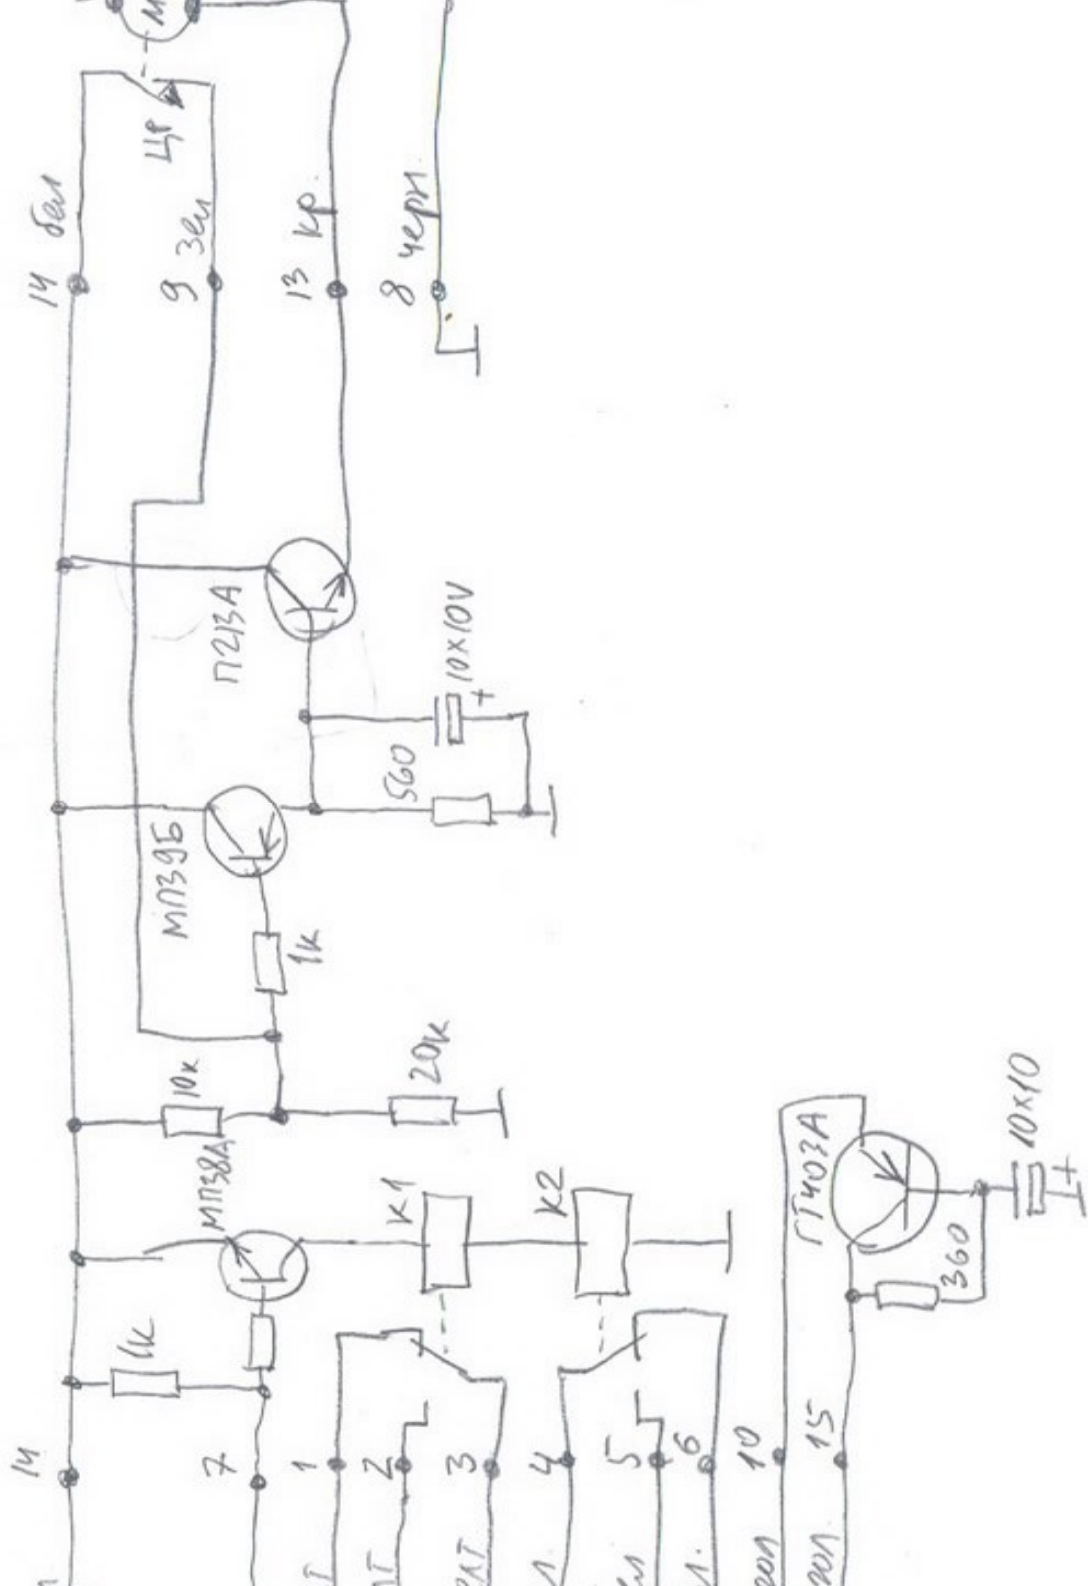 М
ЦР
14 бел
9 зел
13 кр.
8 черн.
П213А
10х10V
+
560
МП39Б
1к
10к
20к
МП38А
К1
К2
ГТ403А
10х10
+
360
1к
14
7
1
2
3
4
5
6
10
15